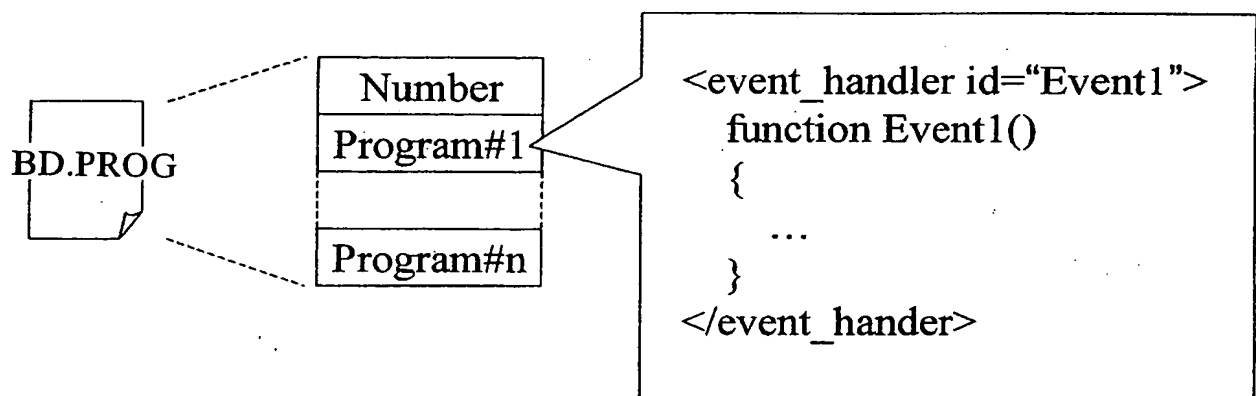 BD.PROG
Number
Program#1
Program#n
<event_handler id=“Event1”>
function Event1()
{
...
}
</event_hander>